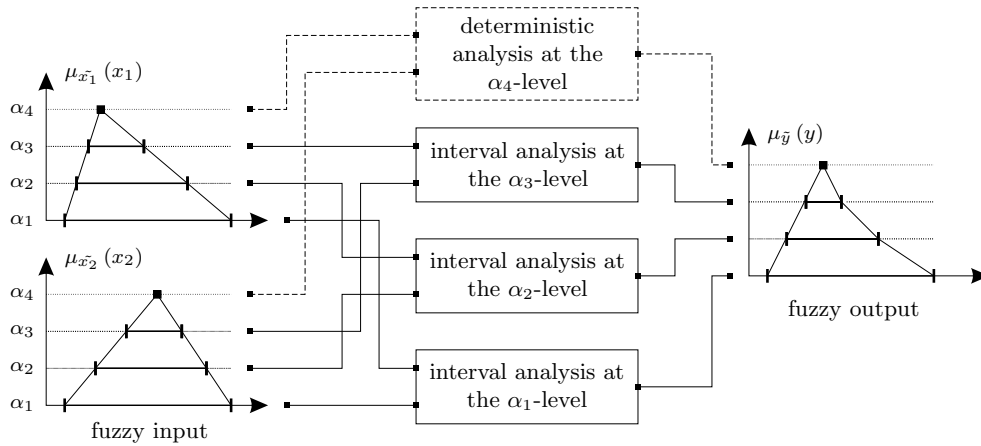 μx̃1 (x1)
α4
α3
α2
α1
μx̃2 (x2)
α4
α3
α2
α1
fuzzy input
deterministic
analysis at the
α4-level
interval analysis at
the α3-level
interval analysis at
the α2-level
interval analysis at
the α1-level
μỹ (y)
fuzzy output